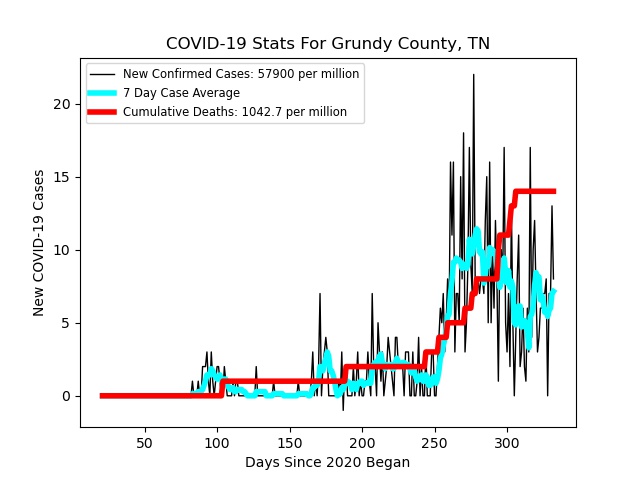 COVID-19 Stats For Grundy County, TN
New Confirmed Cases: 57900 per million
7 Day Case Average
Cumulative Deaths: 1042.7 per million
New COVID-19 Cases
20
15
10
5
0
50 100 150 200 250 300
Days Since 2020 Began